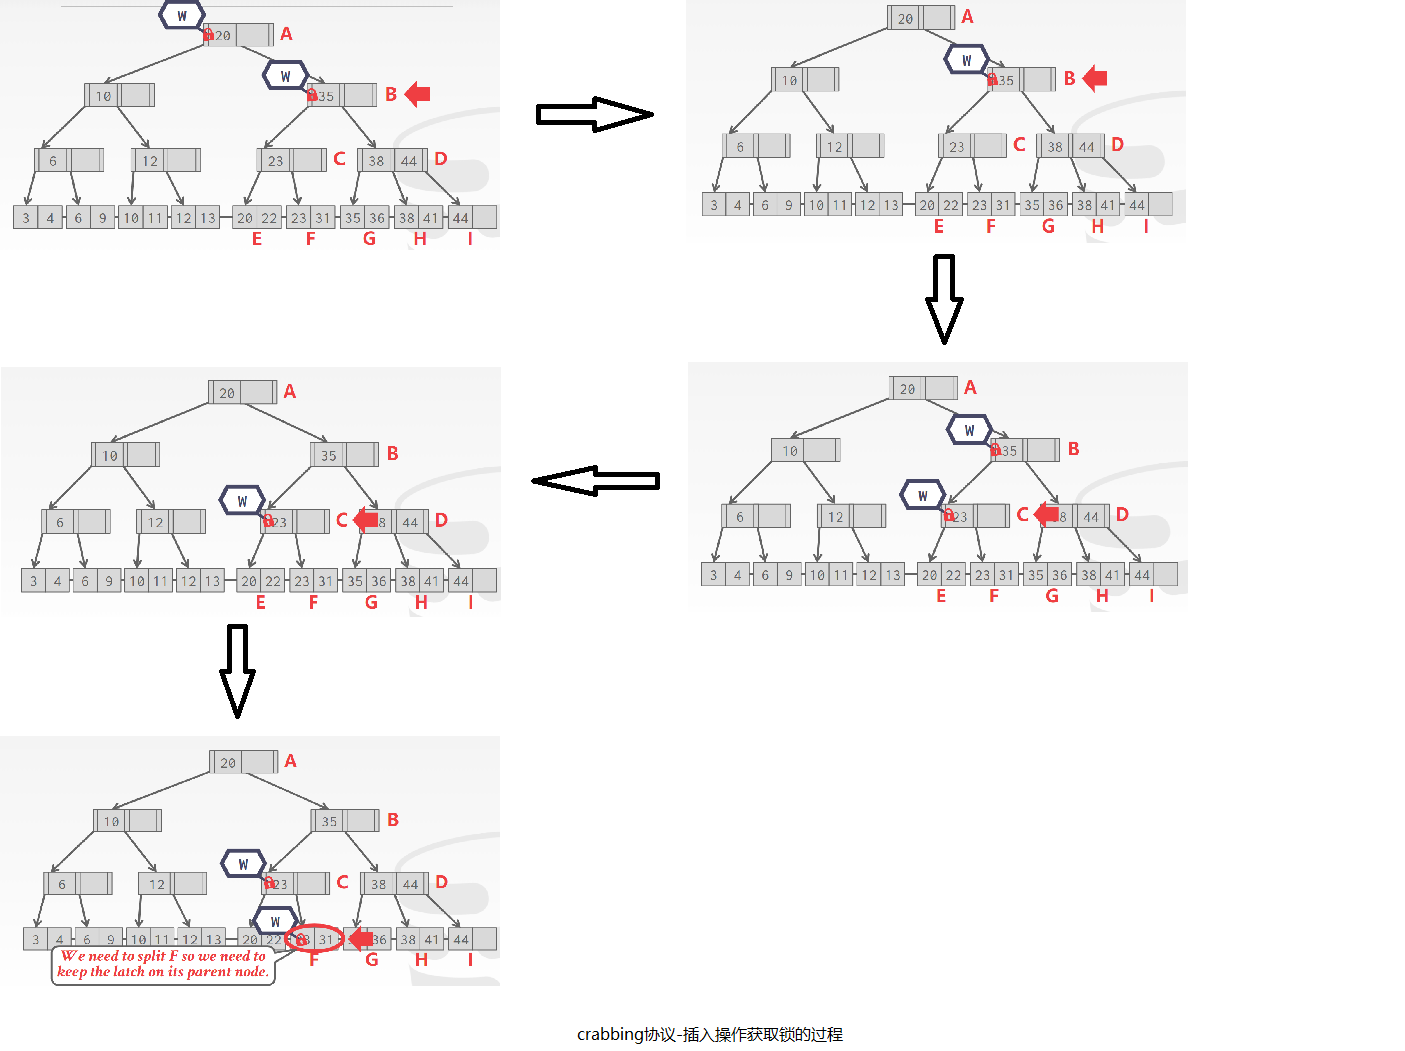 W
20 A
W
10 35 B
6 12 23 C 38 44 D
3 4 6 9 10 11 12 13 20 22 23 31 35 36 38 41 44
E F G H I
20 A
W
10 35 B
6 12 23 C 38 44 D
3 4 6 9 10 11 12 13 20 22 23 31 35 36 38 41 44
E F G H I
20 A
W
10 35 B
W
6 12 23 C 8 44 D
3 4 6 9 10 11 12 13 20 22 23 31 35 36 38 41 44
E F G H I
20 A
10 35 B
W
6 12 23 C 8 44 D
3 4 6 9 10 11 12 13 20 22 23 31 35 36 38 41 44
E F G H I
20 A
10 35 B
W
6 12 23 C 38 44 D
W
3 4 6 9 10 11 12 13 20 22 3 31 36 38 41 44
We need to split F so we need to
keep the latch on its parent node.
F G H I
crabbing协议-插入操作获取锁的过程